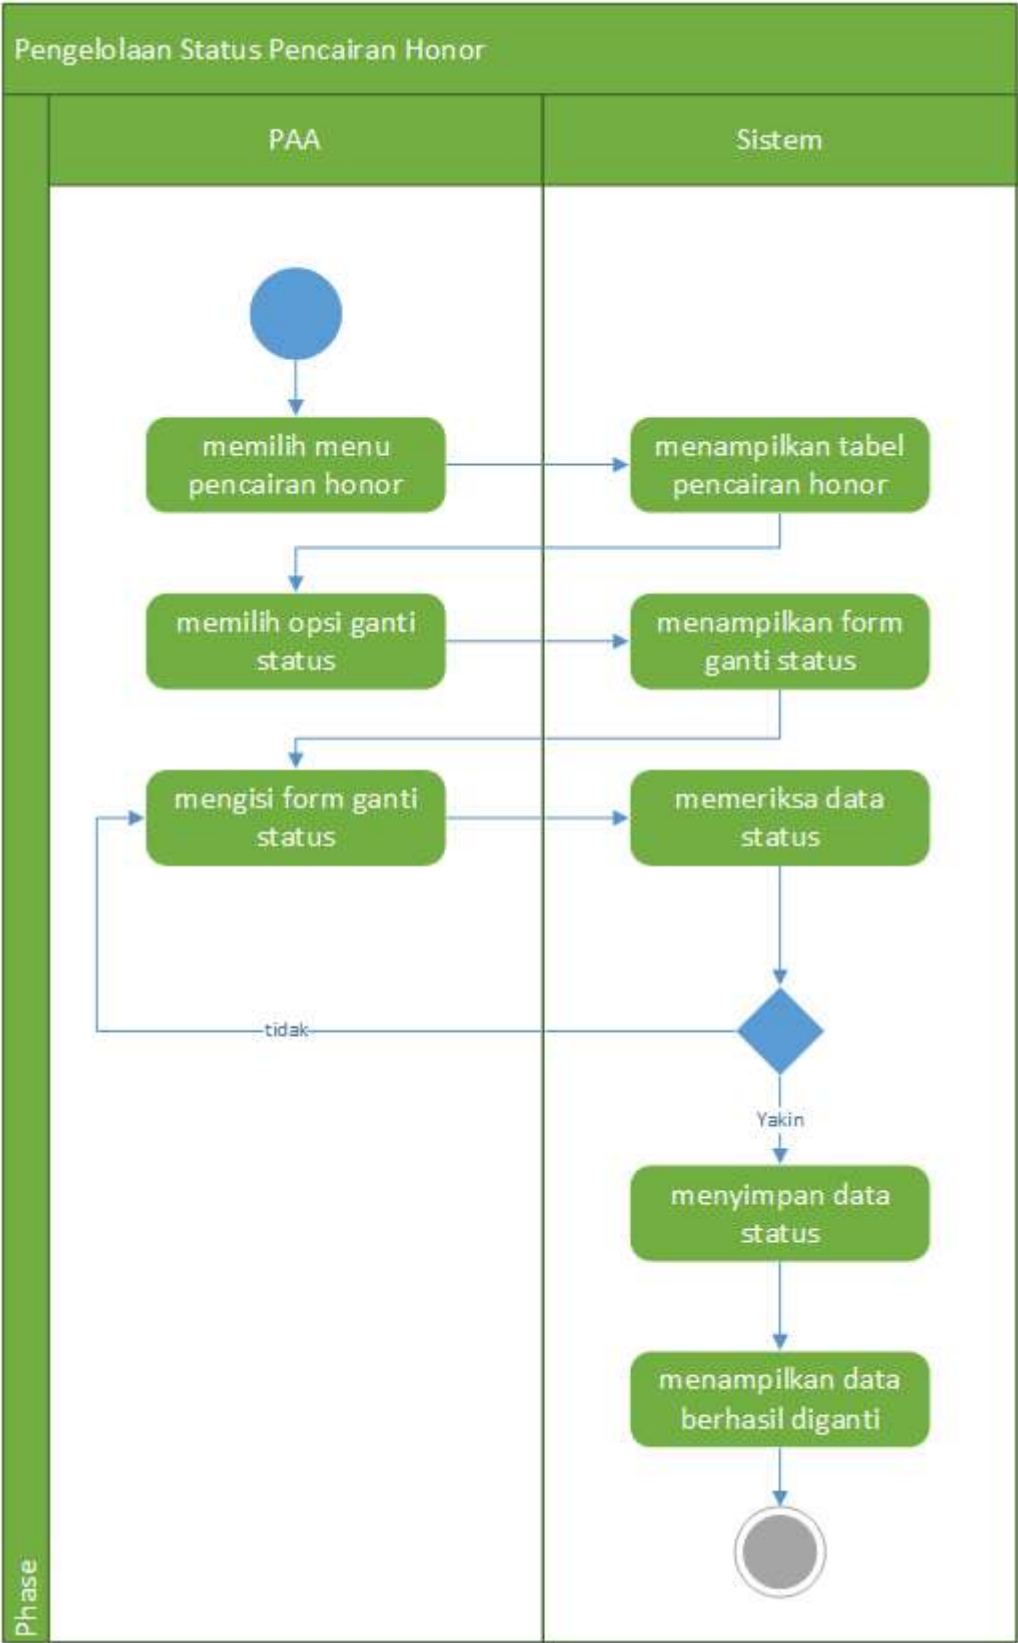 Pengelolaan Status Pencairan Honor
PAA
Sistem
memilih menu
pencairan honor
menampilkan tabel
pencairan honor
memilih opsi ganti
status
menampilkan form
ganti status
mengisi form ganti
status
memeriksa data
status
tidak
Yakin
menyimpan data
status
menampilkan data
berhasil diganti
Phase